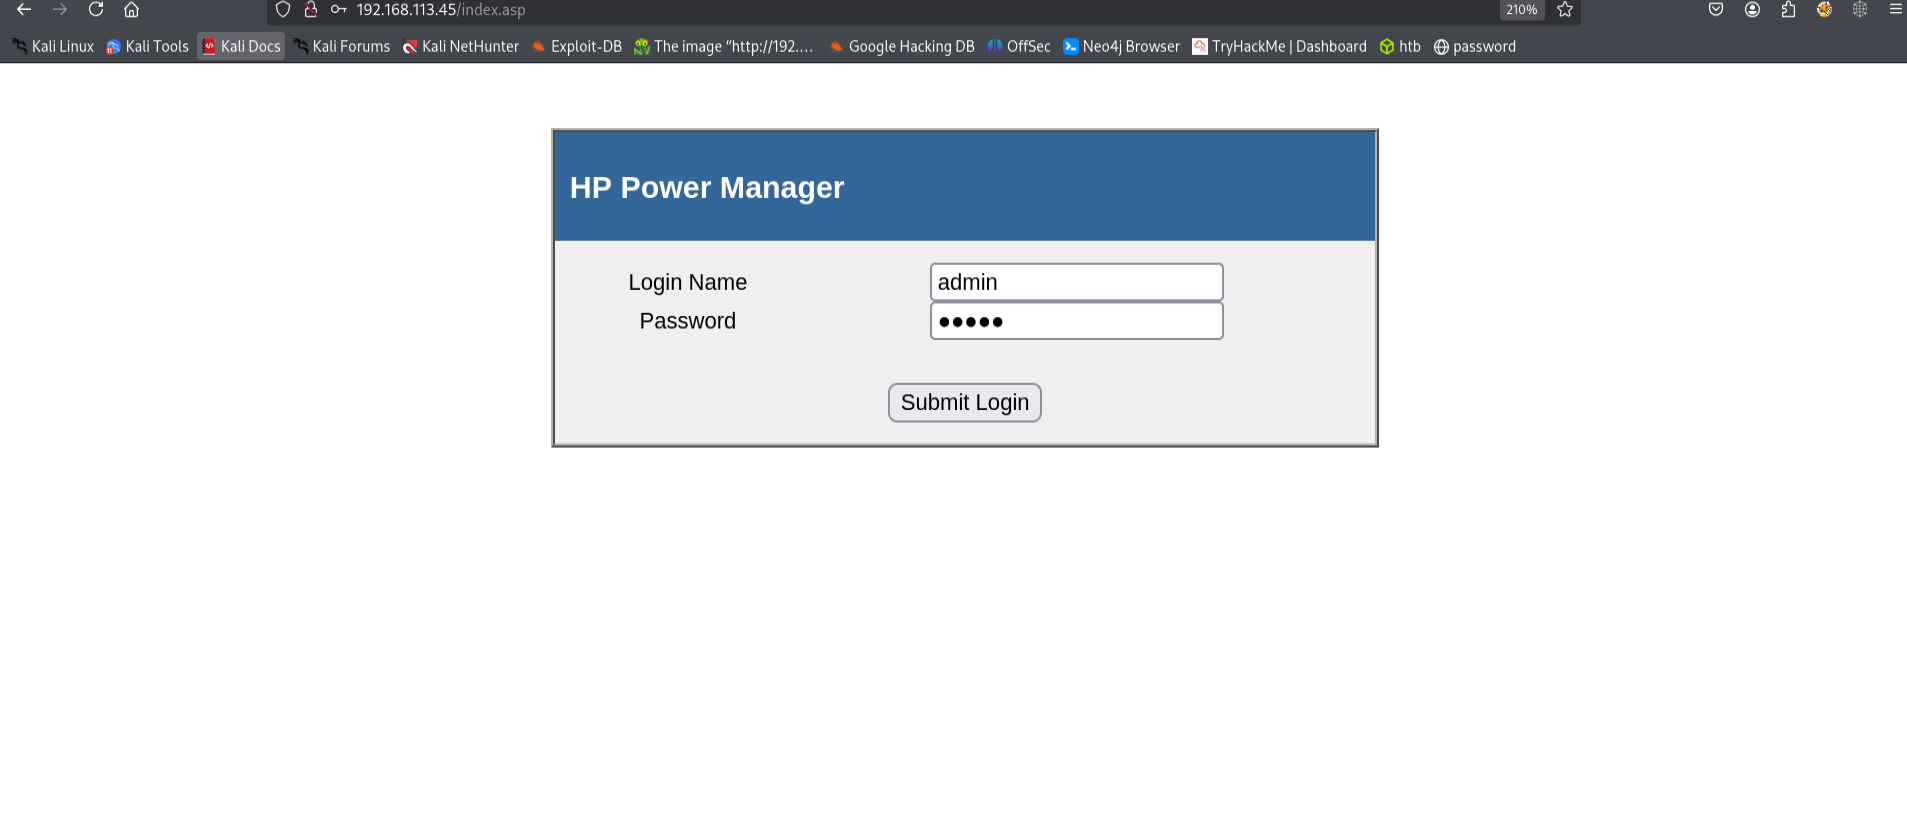 192.168.113.45/index.asp 210%
Kali Linux Kali Tools Kali Docs Kali Forums Kali NetHunter Exploit-DB The image "http://192.... Google Hacking DB OffSec Neo4j Browser TryHackMe | Dashboard htb password
HP Power Manager
Login Name admin
Password •••••
Submit Login